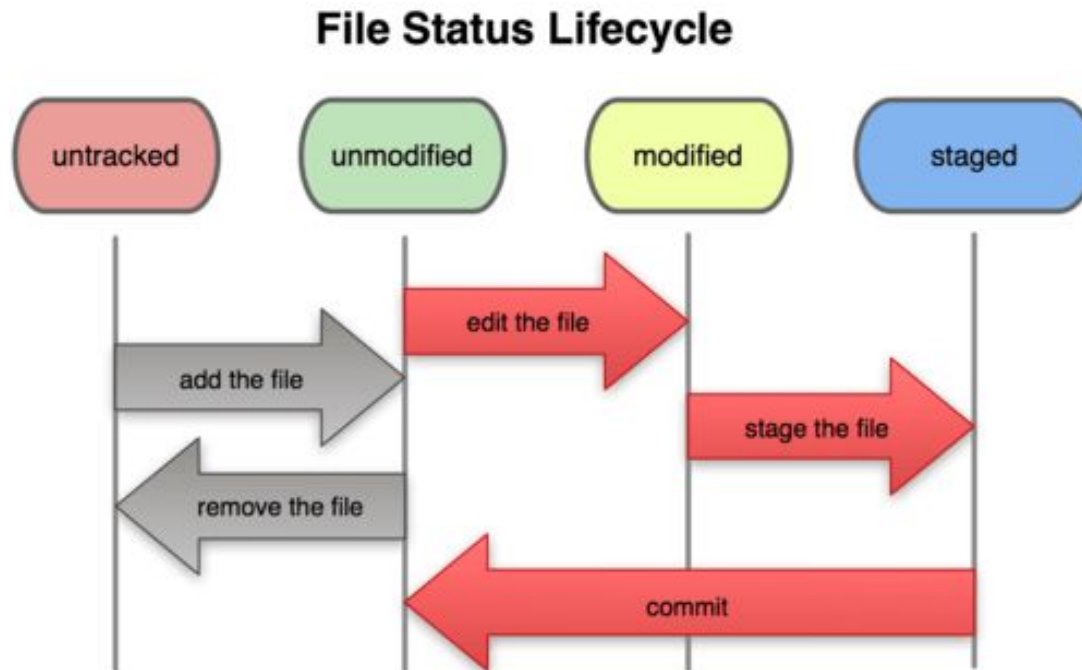 File Status Lifecycle
untracked
unmodified
modified
staged
edit the file
add the file
stage the file
remove the file
commit